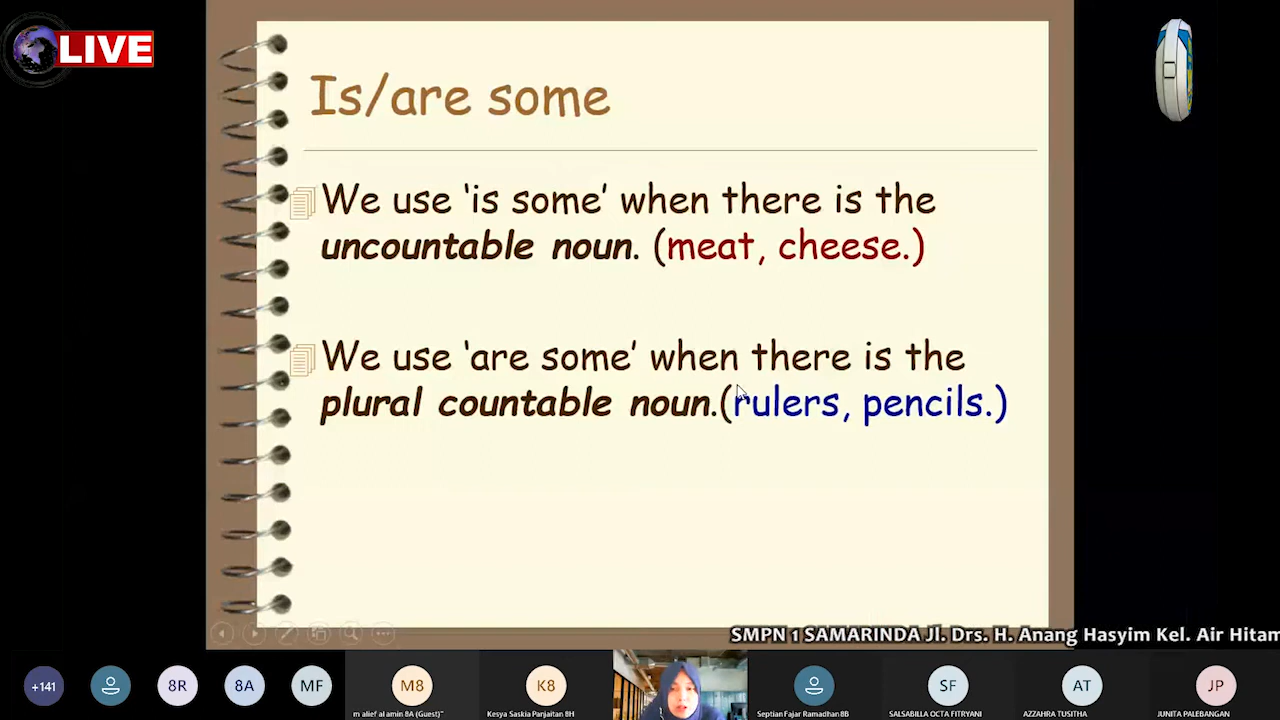 LIVE
Is/are some
We use ‘is some’ when there is the
uncountable noun. (meat, cheese.)
We use ‘are some’ when there is the
plural countable noun.(rulers, pencils.)
SMPN 1 SAMARINDA Jl. Drs. H. Anang Hasyim Kel. Air Hitam
+141
8R
8A
MF
M8
K8
SF
AT
JP
m alief al amin 8A (Guest)"
Kesya Saskia Panjaitan 8H
Septian Fajar Ramadhan 8B
SALSABILLA OCTA FITRYANI
AZZAHRA TUSITHA
JUNITA PALEBANGAN